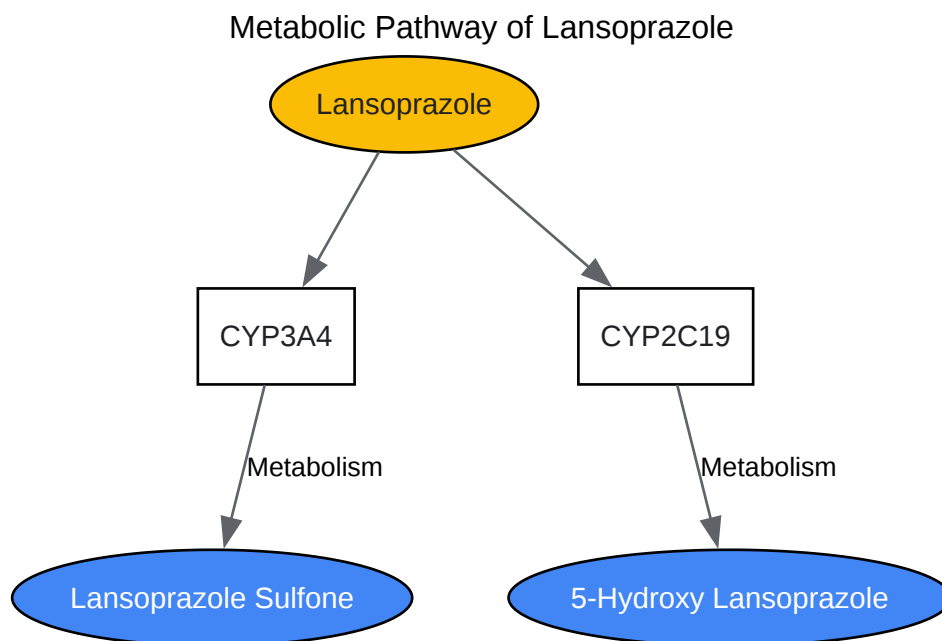 Metabolic Pathway of Lansoprazole
Lansoprazole
CYP3A4
CYP2C19
Metabolism
Metabolism
Lansoprazole Sulfone
5-Hydroxy Lansoprazole